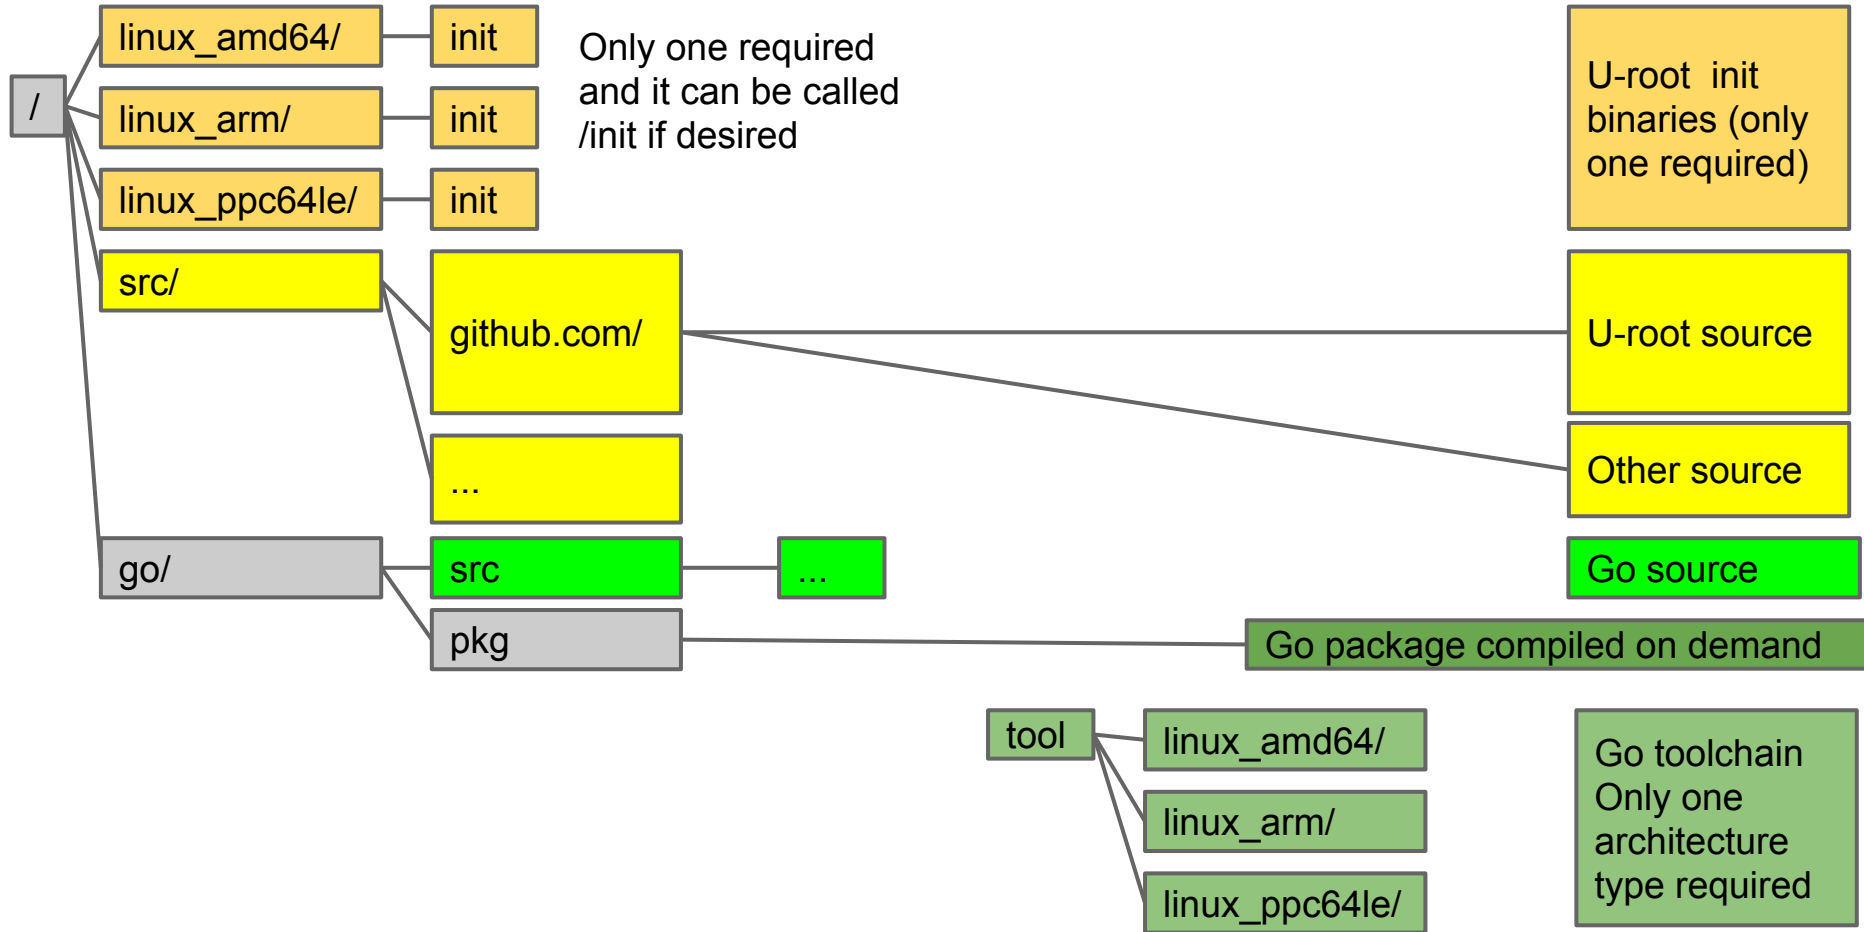 linux_amd64/
init
Only one required
and it can be called
/init if desired
U-root  init
binaries (only
one required)
/
linux_arm/
init
linux_ppc64le/
init
src/
github.com/
U-root source
...
Other source
go/
src
...
Go source
pkg
Go package compiled on demand
tool
linux_amd64/
linux_arm/
linux_ppc64le/
Go toolchain
Only one
architecture
type required